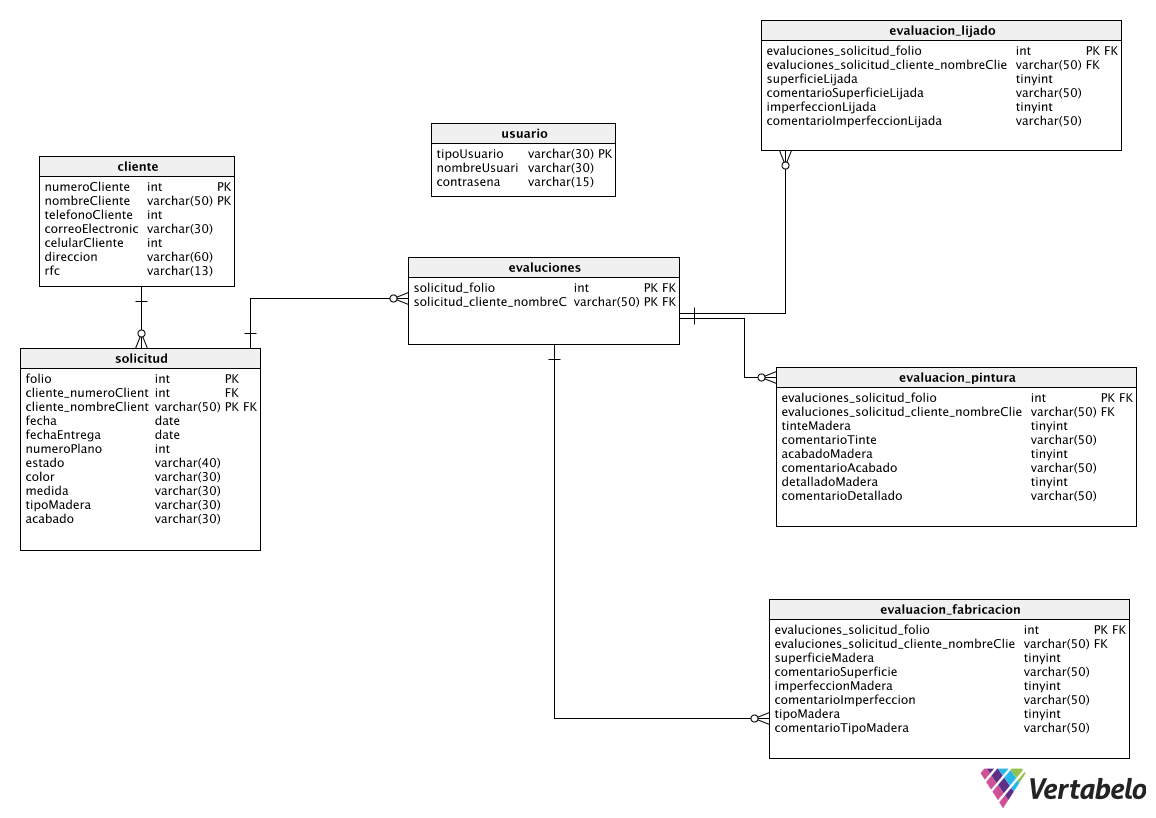 evaluacion_lijado
evaluciones_solicitud_folio int PK FK
evaluciones_solicitud_cliente_nombreClie varchar(50) FK
superficieLijada tinyint
comentarioSuperficieLijada varchar(50)
imperfeccionLijada tinyint
comentarioImperfeccionLijada varchar(50)
usuario
tipoUsuario varchar(30) PK
nombreUsuari varchar(30)
contrasena varchar(15)
cliente
numeroCliente int PK
nombreCliente varchar(50) PK
telefonoCliente int
correoElectronic varchar(30)
celularCliente int
direccion varchar(60)
rfc varchar(13)
evaluciones
solicitud_folio int PK FK
solicitud_cliente_nombreC varchar(50) PK FK
solicitud
folio int PK
cliente_numeroClient int FK
cliente_nombreClient varchar(50) PK FK
fecha date
fechaEntrega date
numeroPlano int
estado varchar(40)
color varchar(30)
medida varchar(30)
tipoMadera varchar(30)
acabado varchar(30)
evaluacion_pintura
evaluciones_solicitud_folio int PK FK
evaluciones_solicitud_cliente_nombreClie varchar(50) FK
tinteMadera tinyint
comentarioTinte varchar(50)
acabadoMadera tinyint
comentarioAcabado varchar(50)
detalladoMadera tinyint
comentarioDetallado varchar(50)
evaluacion_fabricacion
evaluciones_solicitud_folio int PK FK
evaluciones_solicitud_cliente_nombreClie varchar(50) FK
superficieMadera tinyint
comentarioSuperficie varchar(50)
imperfeccionMadera tinyint
comentarioImperfeccion varchar(50)
tipoMadera tinyint
comentarioTipoMadera varchar(50)
Vertabelo